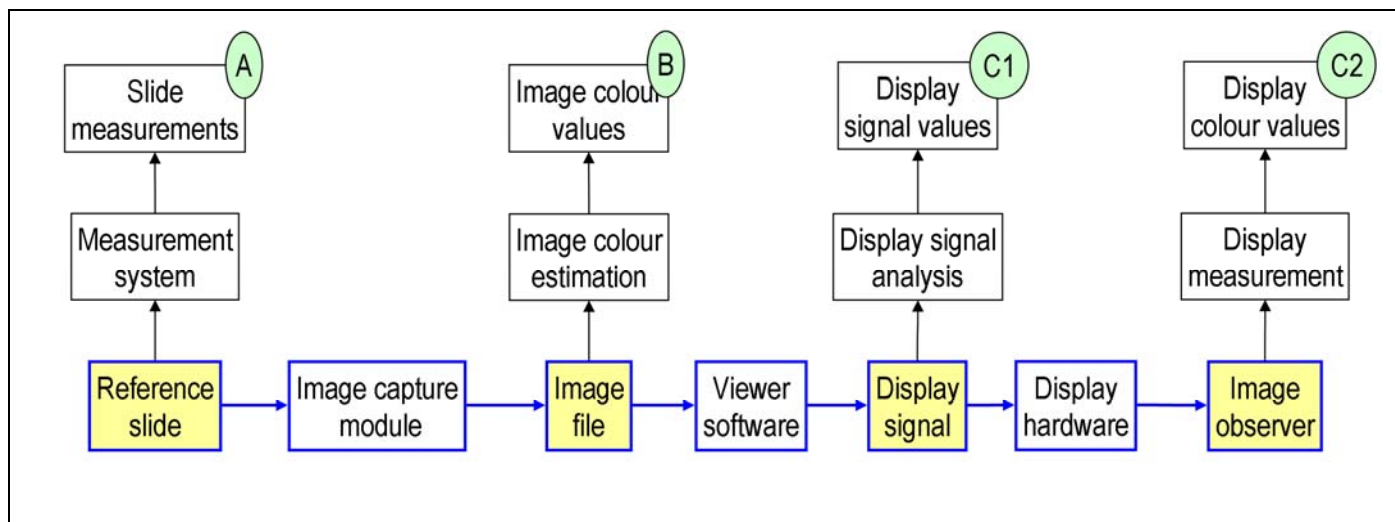 A
B
C1
C2
Slide
measurements
Image colour
values
Display
signal values
Display
colour values
Measurement
system
Image colour
estimation
Display signal
analysis
Display
measurement
Reference
slide
Image capture
module
Image
file
Viewer
software
Display
signal
Display
hardware
Image
observer